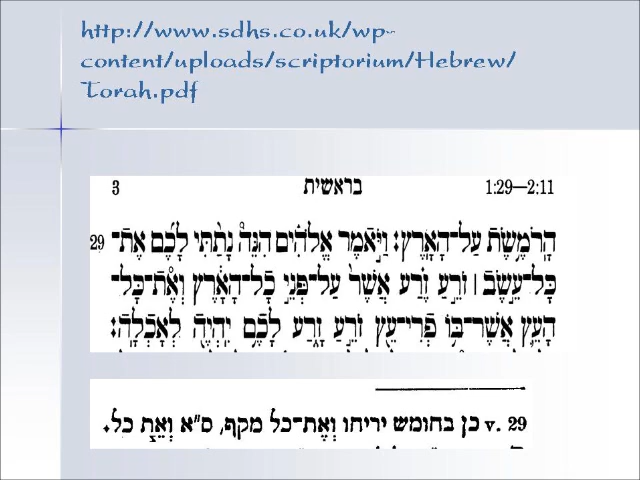 http://www.sdhs.co.uk/wp-
content/uploads/scriptorium/Hebrew/
Torah.pdf
3 בראשית 1:29—2:11
הָרֹמֶ֥שֶׂת עַל־הָאָֽרֶץ׃ וַיֹּ֣אמֶר אֱלֹהִ֗ים הִנֵּה֩ נָתַ֨תִּי לָכֶ֜ם אֶת־ 29
כׇּל־עֵ֣שֶׂב ׀ זֹרֵ֣עַ זֶ֗רַע אֲשֶׁר֙ עַל־פְּנֵ֣י כׇל־הָאָ֔רֶץ וְאֶת־כׇּל־
הָעֵ֛ץ אֲשֶׁר־בּ֥וֹ פְרִי־עֵ֖ץ זֹרֵ֣עַ זָ֑רַע לָכֶ֥ם יִֽהְיֶ֖ה לְאׇכְלָֽה׃
v. 29 כן בחומש יריחו וְאֶת־כל מקף, ס"א וְאֵ֛ת כל.